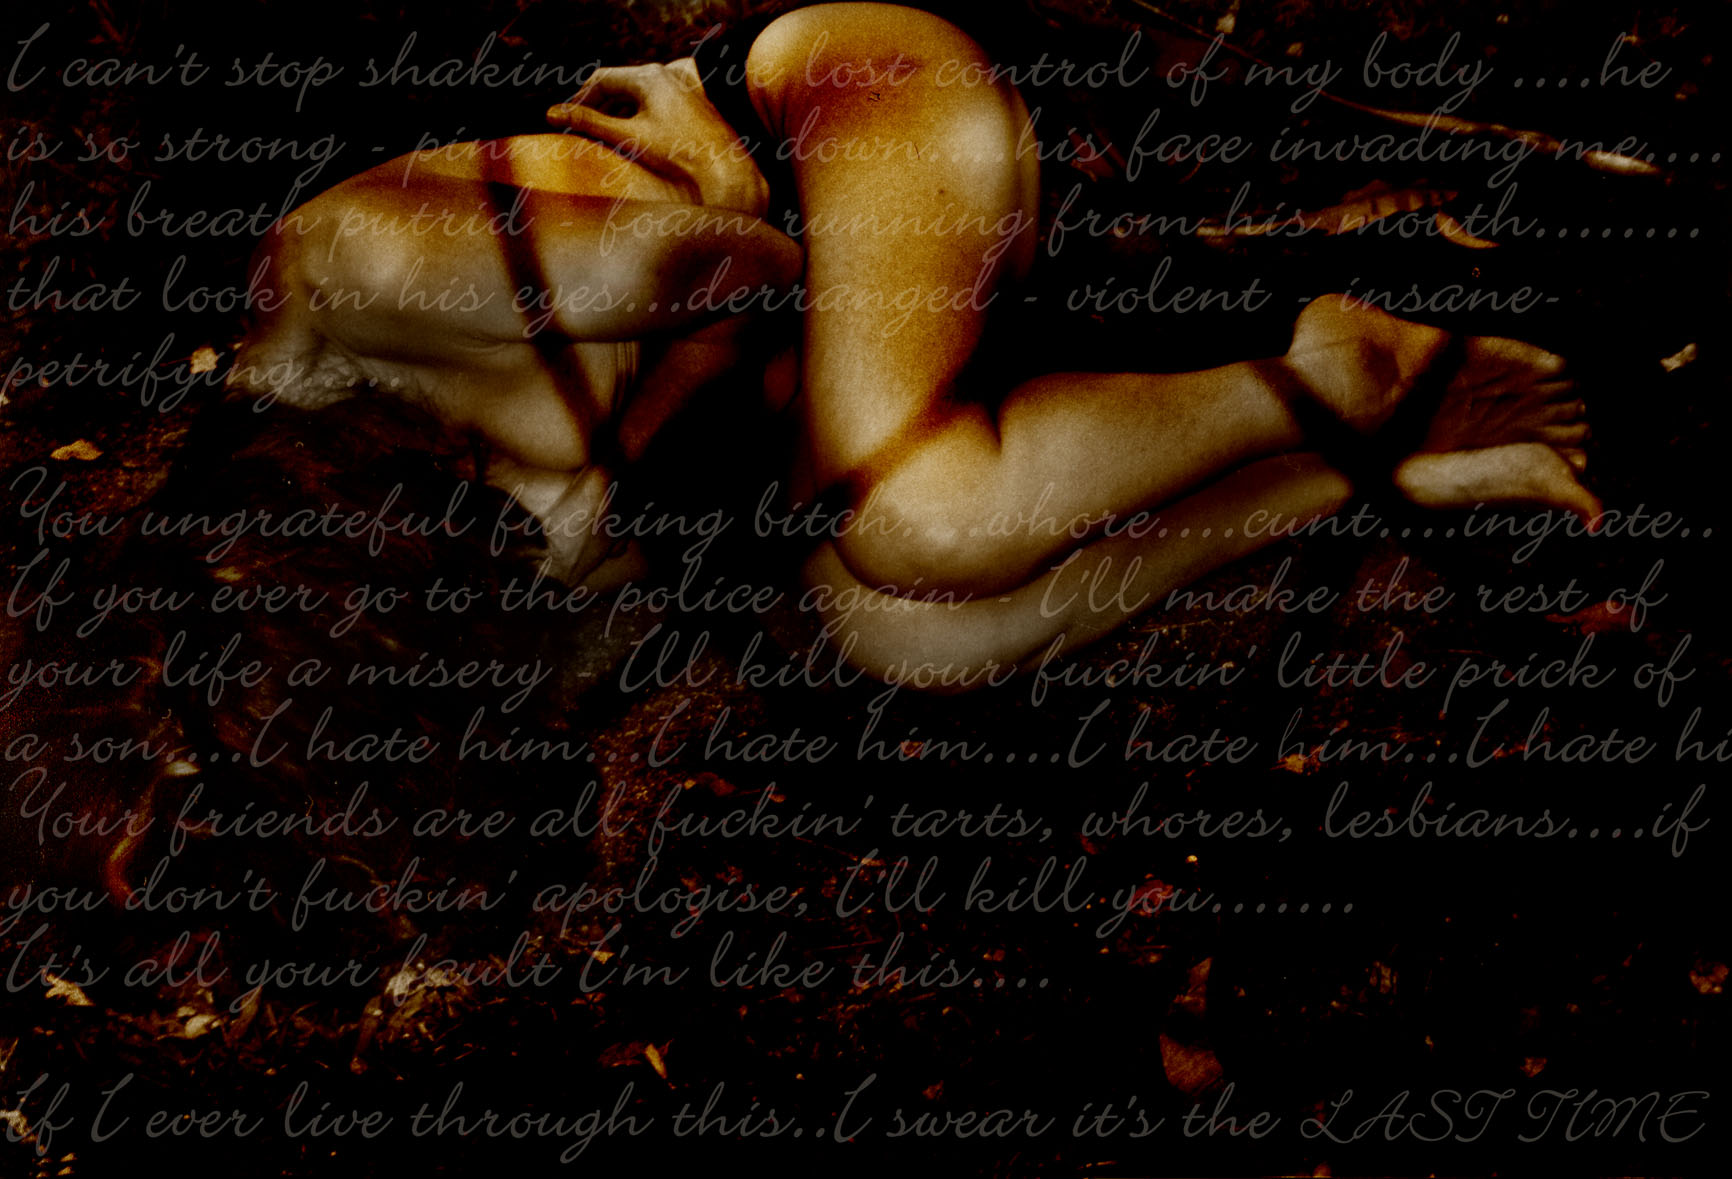 I can't stop shaking....I've lost control of my body ....he
is so strong - pinning me down....his face invading me....
his breath putrid - foam running from his mouth........
that look in his eyes...derranged - violent - insane-
petrifying.....
You ungrateful fucking bitch....whore....cunt....ingrate..
If you ever go to the police again - I'll make the rest of
your life a misery - Ill kill your fuckin' little prick of
a son....I hate him...I hate him....I hate him...I hate hi
Your friends are all fuckin' tarts, whores, lesbians....if
you don't fuckin' apologise, I'll kill you.......
It's all your fault I'm like this....
If I ever live through this..I swear it's the LAST TIME